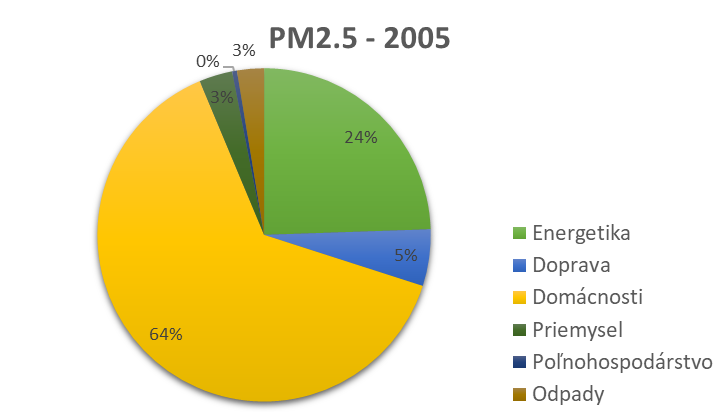 PM2.5 - 2005
0%
3%
3%
24%
5%
64%
Energetika
Doprava
Domácnosti
Priemysel
Poľnohospodárstvo
Odpady